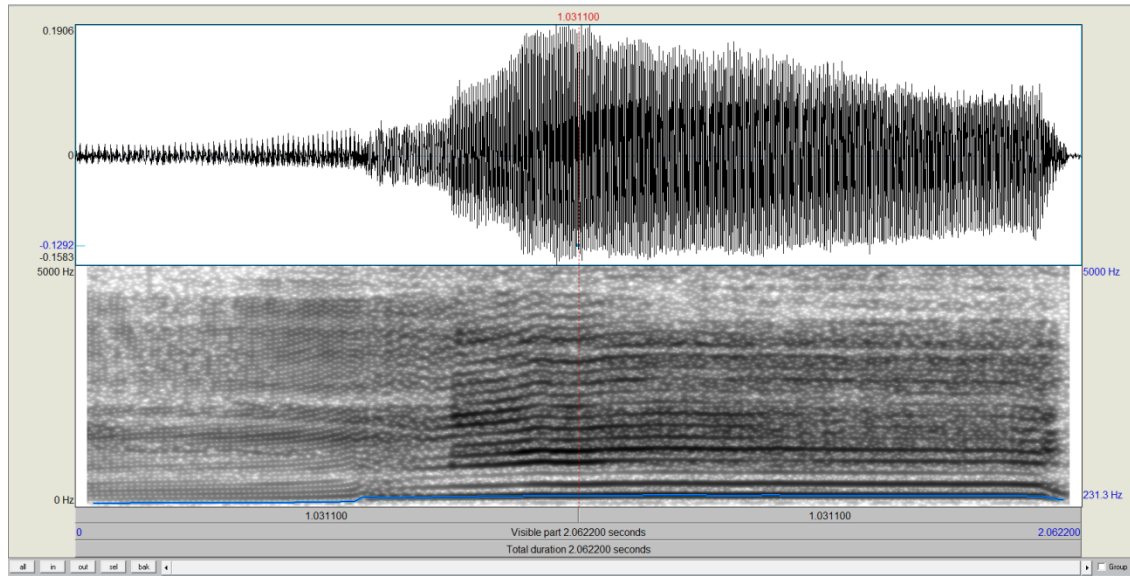 1.031100
0.1906
0
-0.1292
-0.1583
5000 Hz 5000 Hz
0 Hz 231.3 Hz
1.031100 1.031100
0 Visible part 2.062200 seconds 2.062200
Total duration 2.062200 seconds
all in out sel bak Group